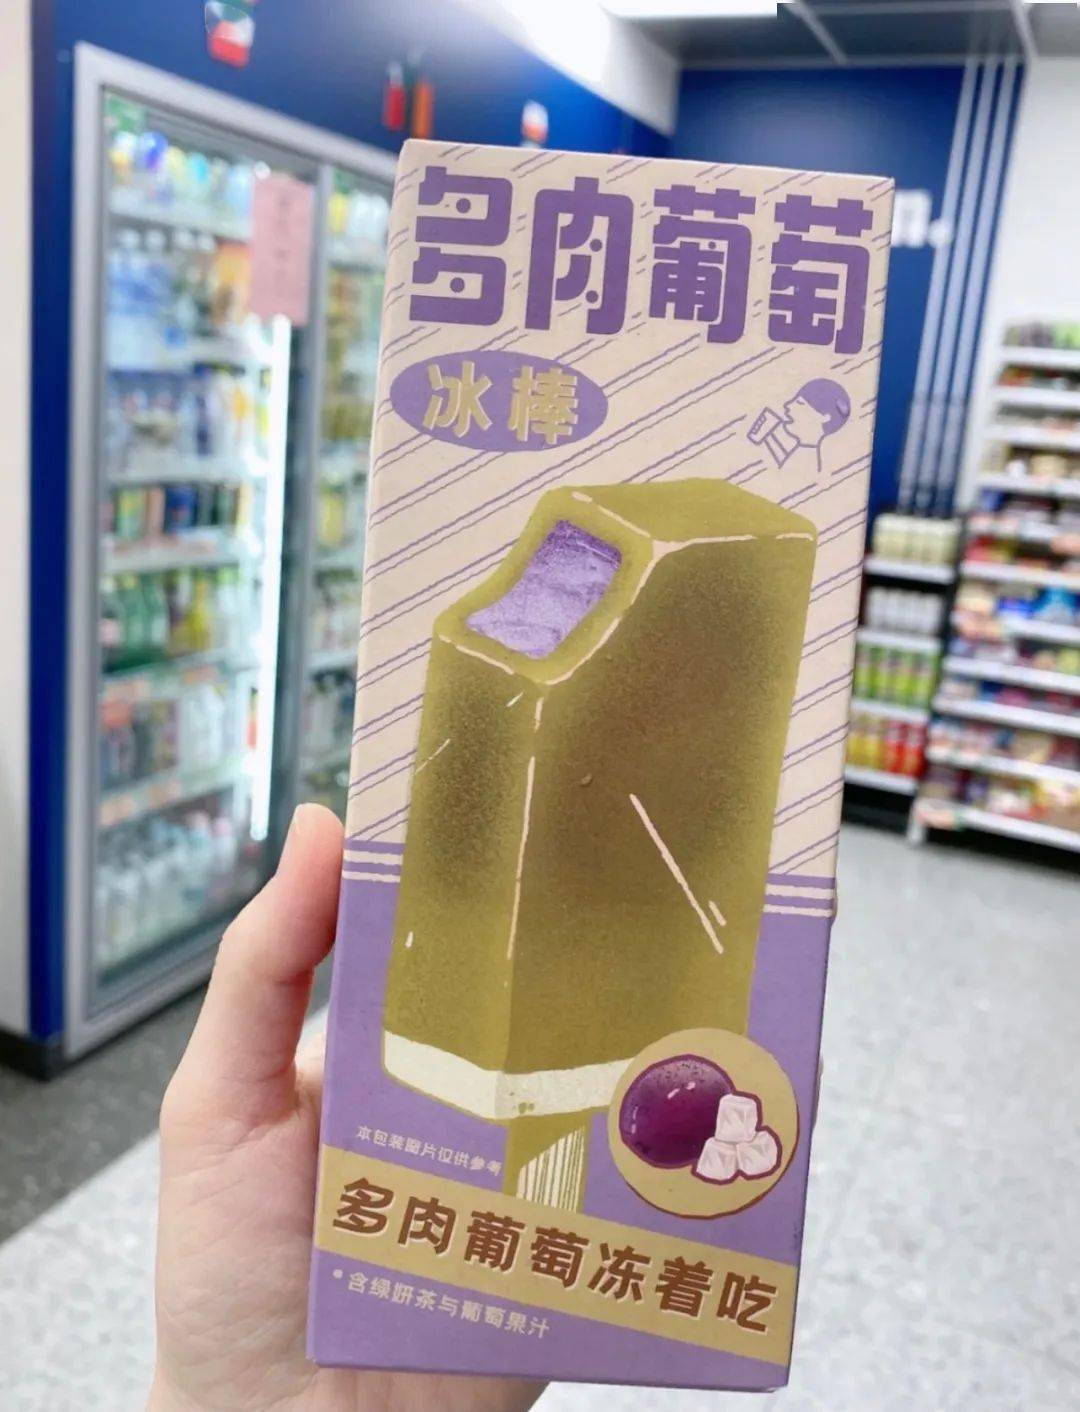 多肉葡萄
冰棒
本包装图片仅供参考
多肉葡萄冻着吃
•含绿妍茶与葡萄果汁